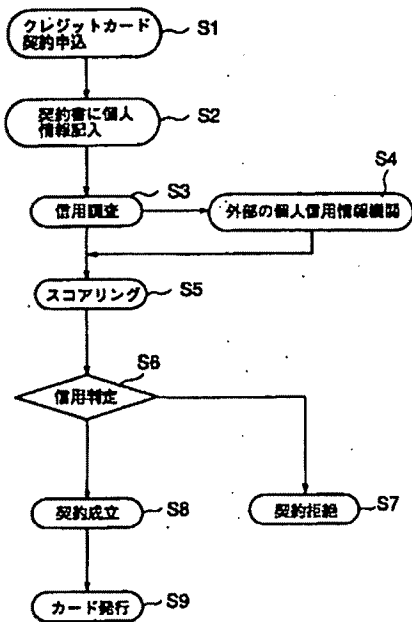 クレジットカード
契約申込
S1
契約書に個人
情報記入
S2
S4
S3
信用調査
外部の個人信用情報機関
スコアリング
S5
S6
信用判定
契約成立
S8
契約拒絶
S7
カード発行
S9